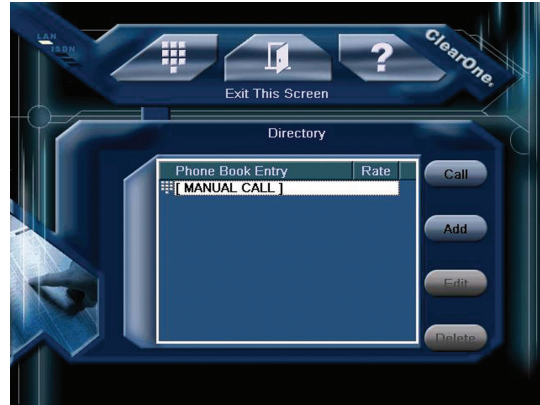 LAN
ISDN
ClearOne.
?
Exit This Screen
Directory
Phone Book Entry Rate
[ MANUAL CALL ]
Call
Add
Edit
Delete